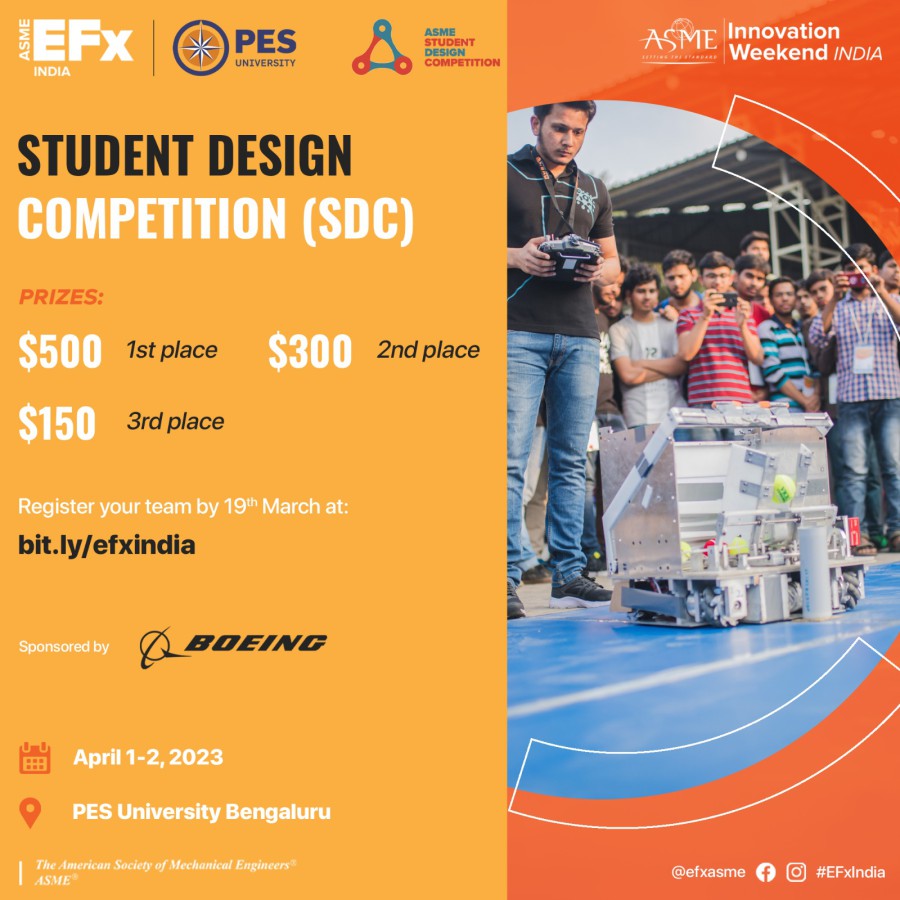 ASME
EFx
INDIA
PES
UNIVERSITY
ASME
STUDENT
DESIGN
COMPETITION
ASME
SETTING THE STANDARD
Innovation
Weekend INDIA
STUDENT DESIGN
COMPETITION (SDC)
PRIZES:
$500 1st place $300 2nd place
$150 3rd place
Register your team by 19th March at:
bit.ly/efxindia
Sponsored by BOEING
April 1-2, 2023
PES University Bengaluru
The American Society of Mechanical Engineers®
ASME®
@efxasme #EFxIndia